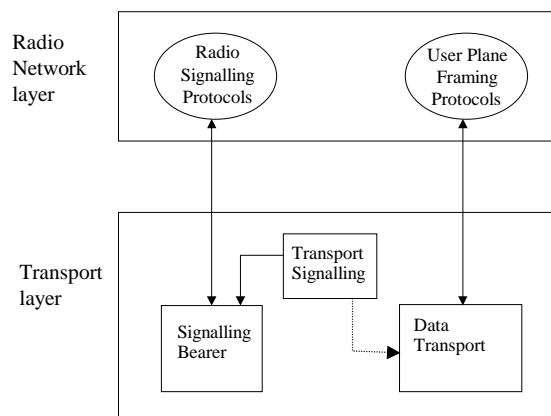 Radio
Network
layer
Radio
Signalling
Protocols
User Plane
Framing
Protocols
Transport
layer
Transport
Signalling
Signalling
Bearer
Data
Transport